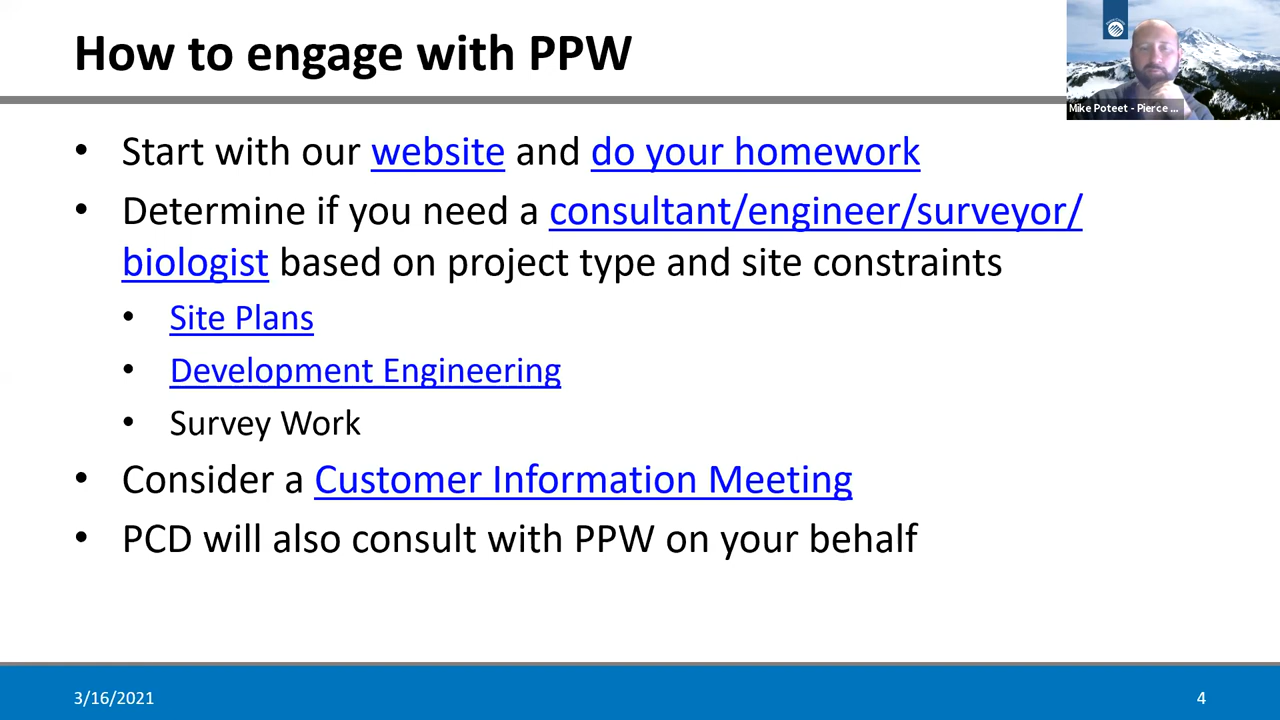 How to engage with PPW
Mike Poteet - Pierce ...
• Start with our website and do your homework
• Determine if you need a consultant/engineer/surveyor/
biologist based on project type and site constraints
• Site Plans
• Development Engineering
• Survey Work
• Consider a Customer Information Meeting
• PCD will also consult with PPW on your behalf
3/16/2021
4